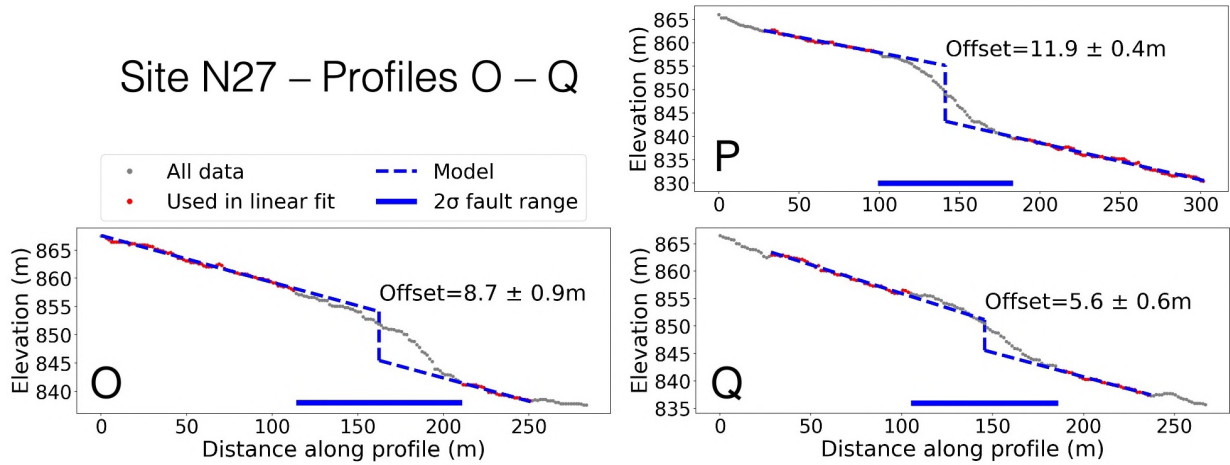 Site N27 – Profiles O – Q
All data
Used in linear fit
Model
2σ fault range
Elevation (m)
865
860
855
850
845
840
835
830
Offset=11.9 ± 0.4m
P
0 50 100 150 200 250 300
Elevation (m)
865
860
855
850
845
840
Offset=8.7 ± 0.9m
O
0 50 100 150 200 250
Distance along profile (m)
Elevation (m)
865
860
855
850
845
840
835
Offset=5.6 ± 0.6m
Q
0 50 100 150 200 250
Distance along profile (m)